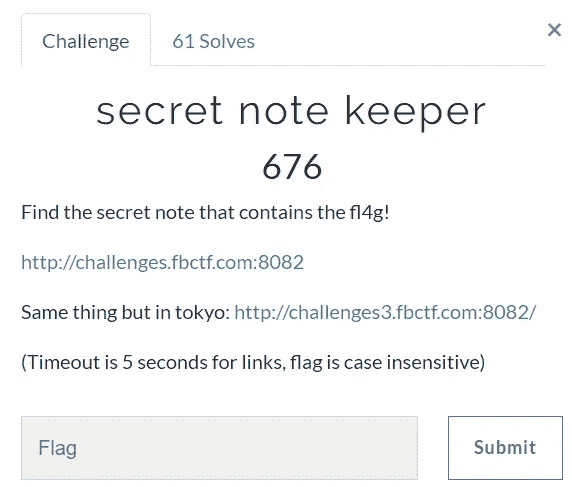 Challenge
61 Solves
×
secret note keeper
676
Find the secret note that contains the fl4g!
http://challenges.fbctf.com:8082
Same thing but in tokyo: http://challenges3.fbctf.com:8082/
(Timeout is 5 seconds for links, flag is case insensitive)
Flag
Submit